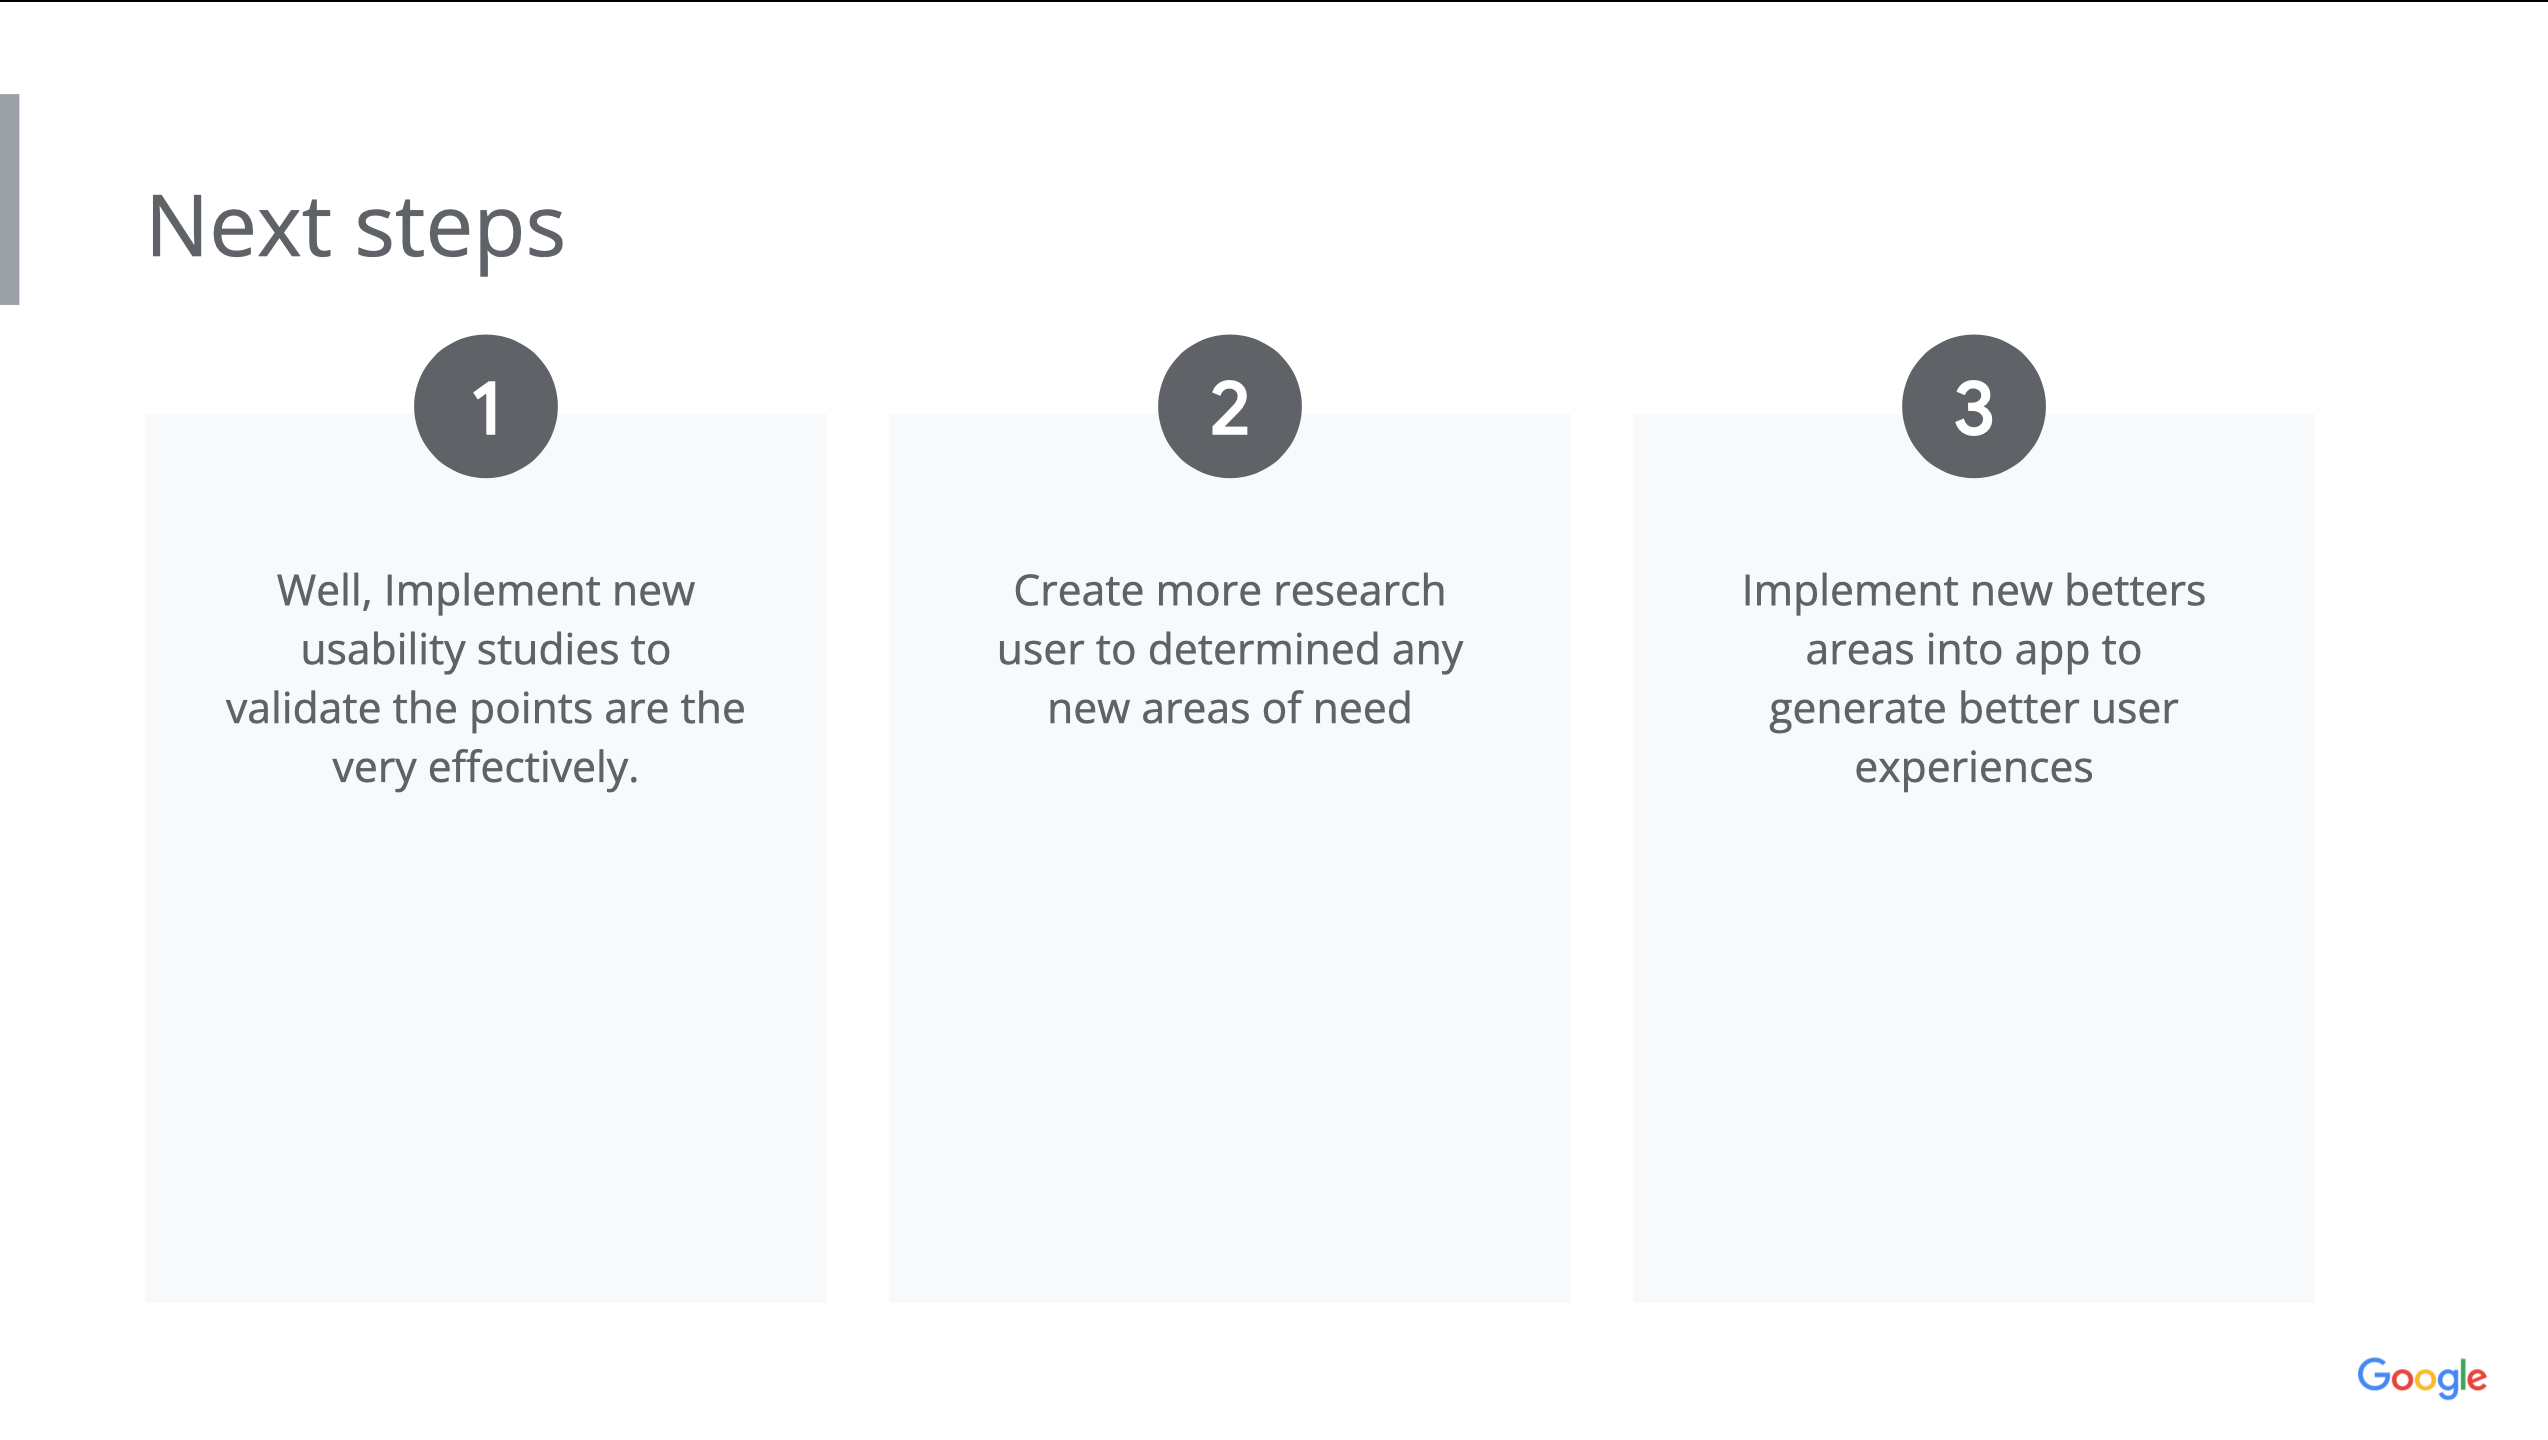 Next steps
1
Well, Implement new
usability studies to
validate the points are the
very effectively.
2
Create more research
user to determined any
new areas of need
3
Implement new betters
areas into app to
generate better user
experiences
Google